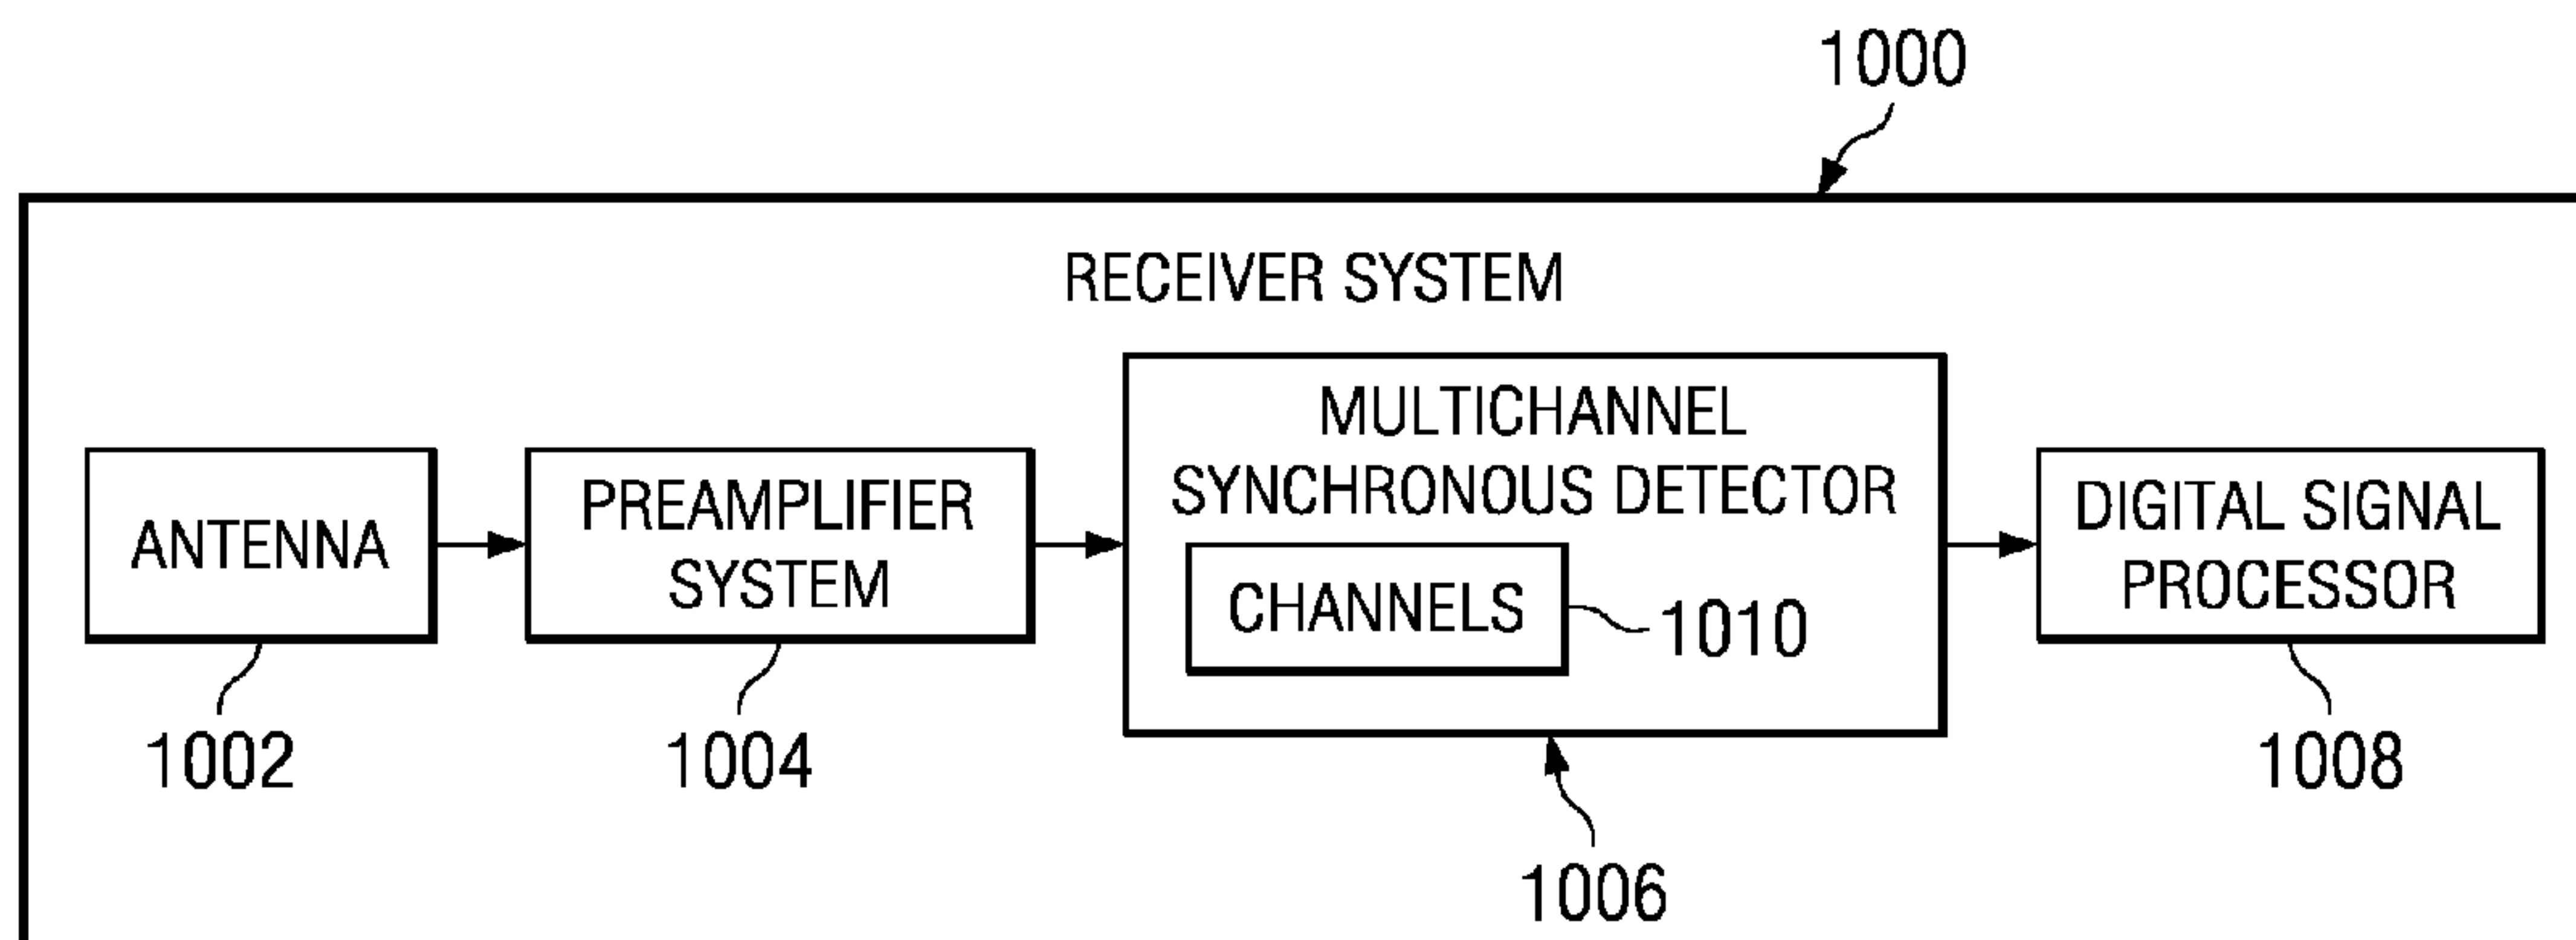 1000
RECEIVER SYSTEM
MULTICHANNEL
SYNCHRONOUS DETECTOR
ANTENNA
PREAMPLIFIER
SYSTEM
CHANNELS
1010
DIGITAL SIGNAL
PROCESSOR
1002
1004
1006
1008